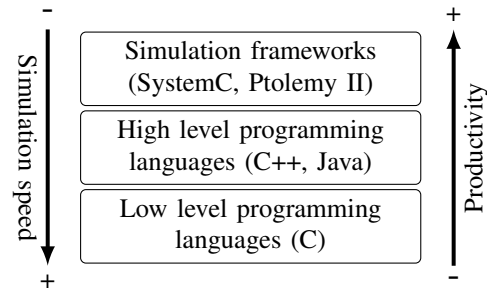 -
+
Simulation frameworks
(SystemC, Ptolemy II)
High level programming
languages (C++, Java)
Low level programming
languages (C)
Simulation speed
Productivity
+
-